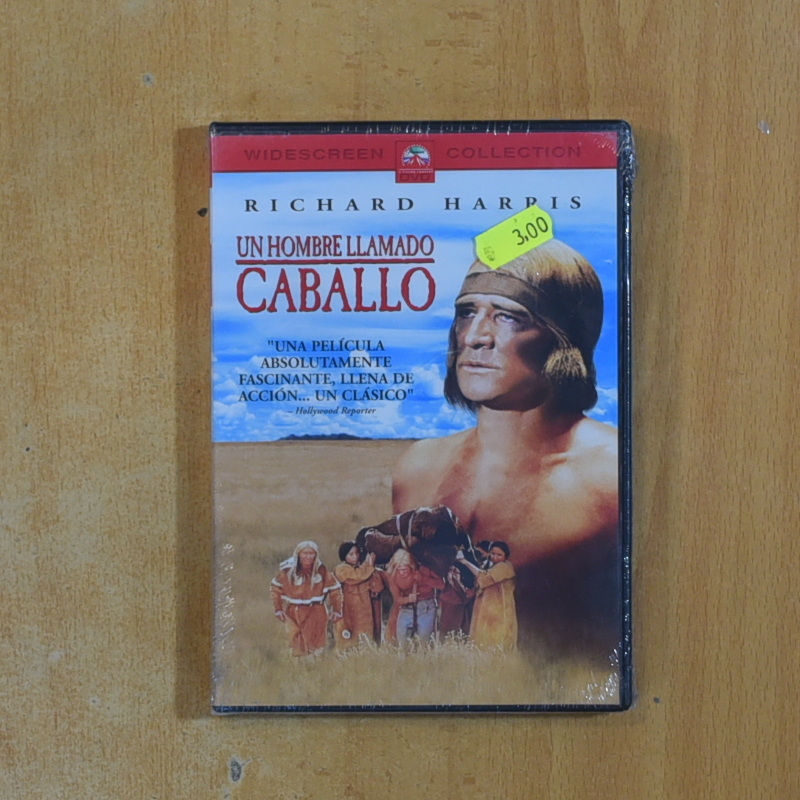 WIDESCREEN COLLECTION
DVD
RICHARD HARRIS
3,00
UN HOMBRE LLAMADO
CABALLO
"UNA PELÍCULA
ABSOLUTAMENTE
FASCINANTE, LLENA DE
ACCIÓN... UN CLÁSICO"
– Hollywood Reporter